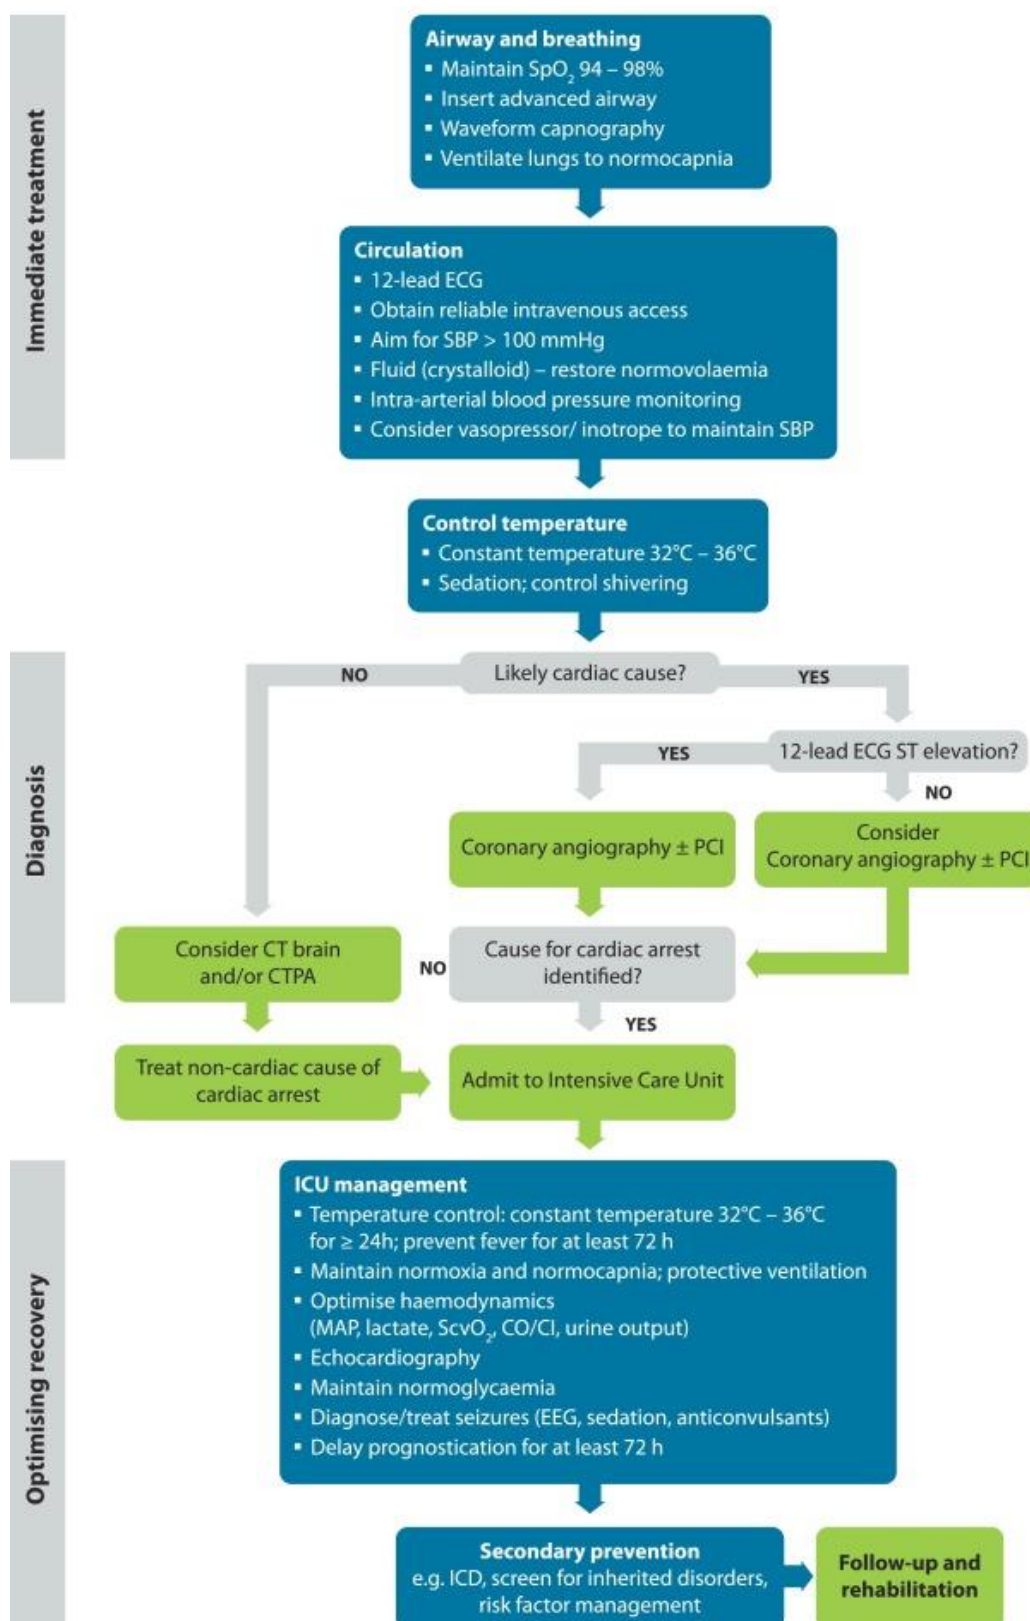 Immediate treatment
Airway and breathing
▪ Maintain SpO₂ 94 – 98%
▪ Insert advanced airway
▪ Waveform capnography
▪ Ventilate lungs to normocapnia
Circulation
▪ 12-lead ECG
▪ Obtain reliable intravenous access
▪ Aim for SBP > 100 mmHg
▪ Fluid (crystalloid) – restore normovolaemia
▪ Intra-arterial blood pressure monitoring
▪ Consider vasopressor/ inotrope to maintain SBP
Control temperature
▪ Constant temperature 32°C – 36°C
▪ Sedation; control shivering
Diagnosis
Likely cardiac cause?
NO
YES
12-lead ECG ST elevation?
YES
NO
Coronary angiography ± PCI
Consider
Coronary angiography ± PCI
Consider CT brain
and/or CTPA
NO
Cause for cardiac arrest
identified?
YES
Treat non-cardiac cause of
cardiac arrest
Admit to Intensive Care Unit
Optimising recovery
ICU management
▪ Temperature control: constant temperature 32°C – 36°C
for ≥ 24h; prevent fever for at least 72 h
▪ Maintain normoxia and normocapnia; protective ventilation
▪ Optimise haemodynamics
(MAP, lactate, ScvO₂, CO/CI, urine output)
▪ Echocardiography
▪ Maintain normoglycaemia
▪ Diagnose/treat seizures (EEG, sedation, anticonvulsants)
▪ Delay prognostication for at least 72 h
Secondary prevention
e.g. ICD, screen for inherited disorders,
risk factor management
Follow-up and
rehabilitation